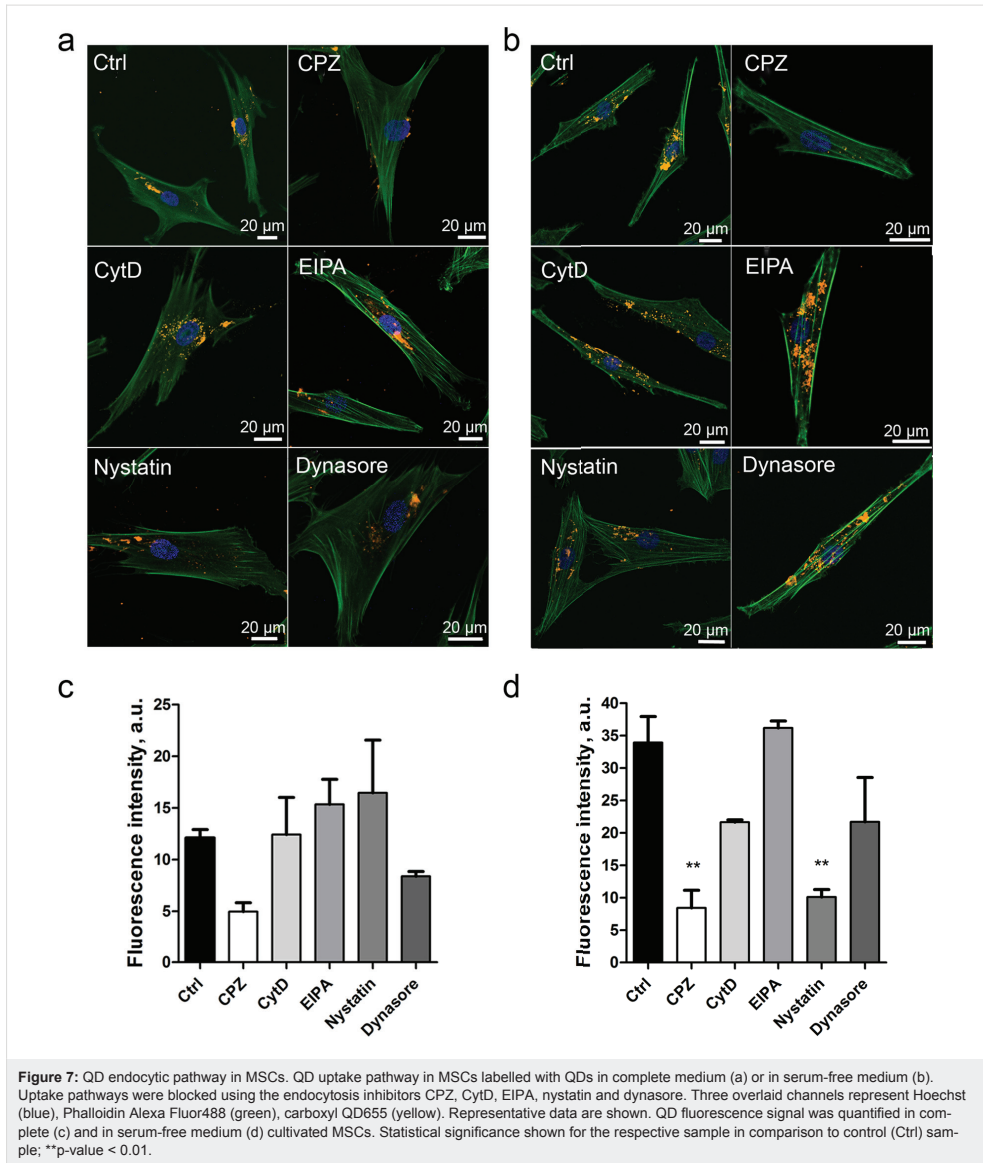 a
b
Ctrl
CPZ
20 µm
20 µm
CytD
EIPA
20 µm
20 µm
Nystatin
Dynasore
20 µm
20 µm
Ctrl
CPZ
20 µm
20 µm
CytD
EIPA
20 µm
20 µm
Nystatin
Dynasore
20 µm
20 µm
c
Fluorescence intensity, a.u.
25
20
15
10
5
0
Ctrl
CPZ
CytD
EIPA
Nystatin
Dynasore
d
Fluorescence intensity, a.u.
40
35
30
25
20
15
10
5
0
**
**
Ctrl
CPZ
CytD
EIPA
Nystatin
Dynasore
Figure 7: QD endocytic pathway in MSCs. QD uptake pathway in MSCs labelled with QDs in complete medium (a) or in serum-free medium (b).
Uptake pathways were blocked using the endocytosis inhibitors CPZ, CytD, EIPA, nystatin and dynasore. Three overlaid channels represent Hoechst
(blue), Phalloidin Alexa Fluor488 (green), carboxyl QD655 (yellow). Representative data are shown. QD fluorescence signal was quantified in com-
plete (c) and in serum-free medium (d) cultivated MSCs. Statistical significance shown for the respective sample in comparison to control (Ctrl) sam-
ple; **p-value < 0.01.